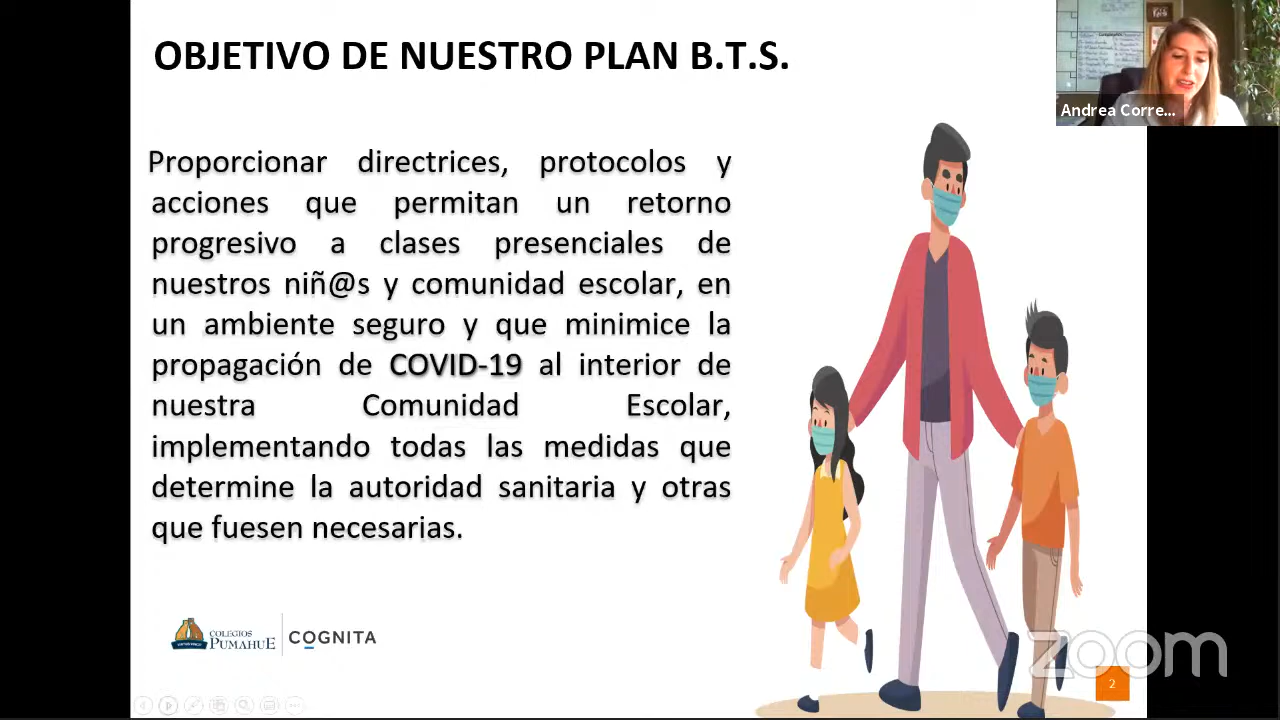 OBJETIVO DE NUESTRO PLAN B.T.S.
Andrea Corre...
Proporcionar directrices, protocolos y
acciones que permitan un retorno
progresivo a clases presenciales de
nuestros niñ@s y comunidad escolar, en
un ambiente seguro y que minimice la
propagación de COVID-19 al interior de
nuestra Comunidad Escolar,
implementando todas las medidas que
determine la autoridad sanitaria y otras
que fuesen necesarias.
COLEGIOS
PUMAHUE
COGNITA
zoom
2